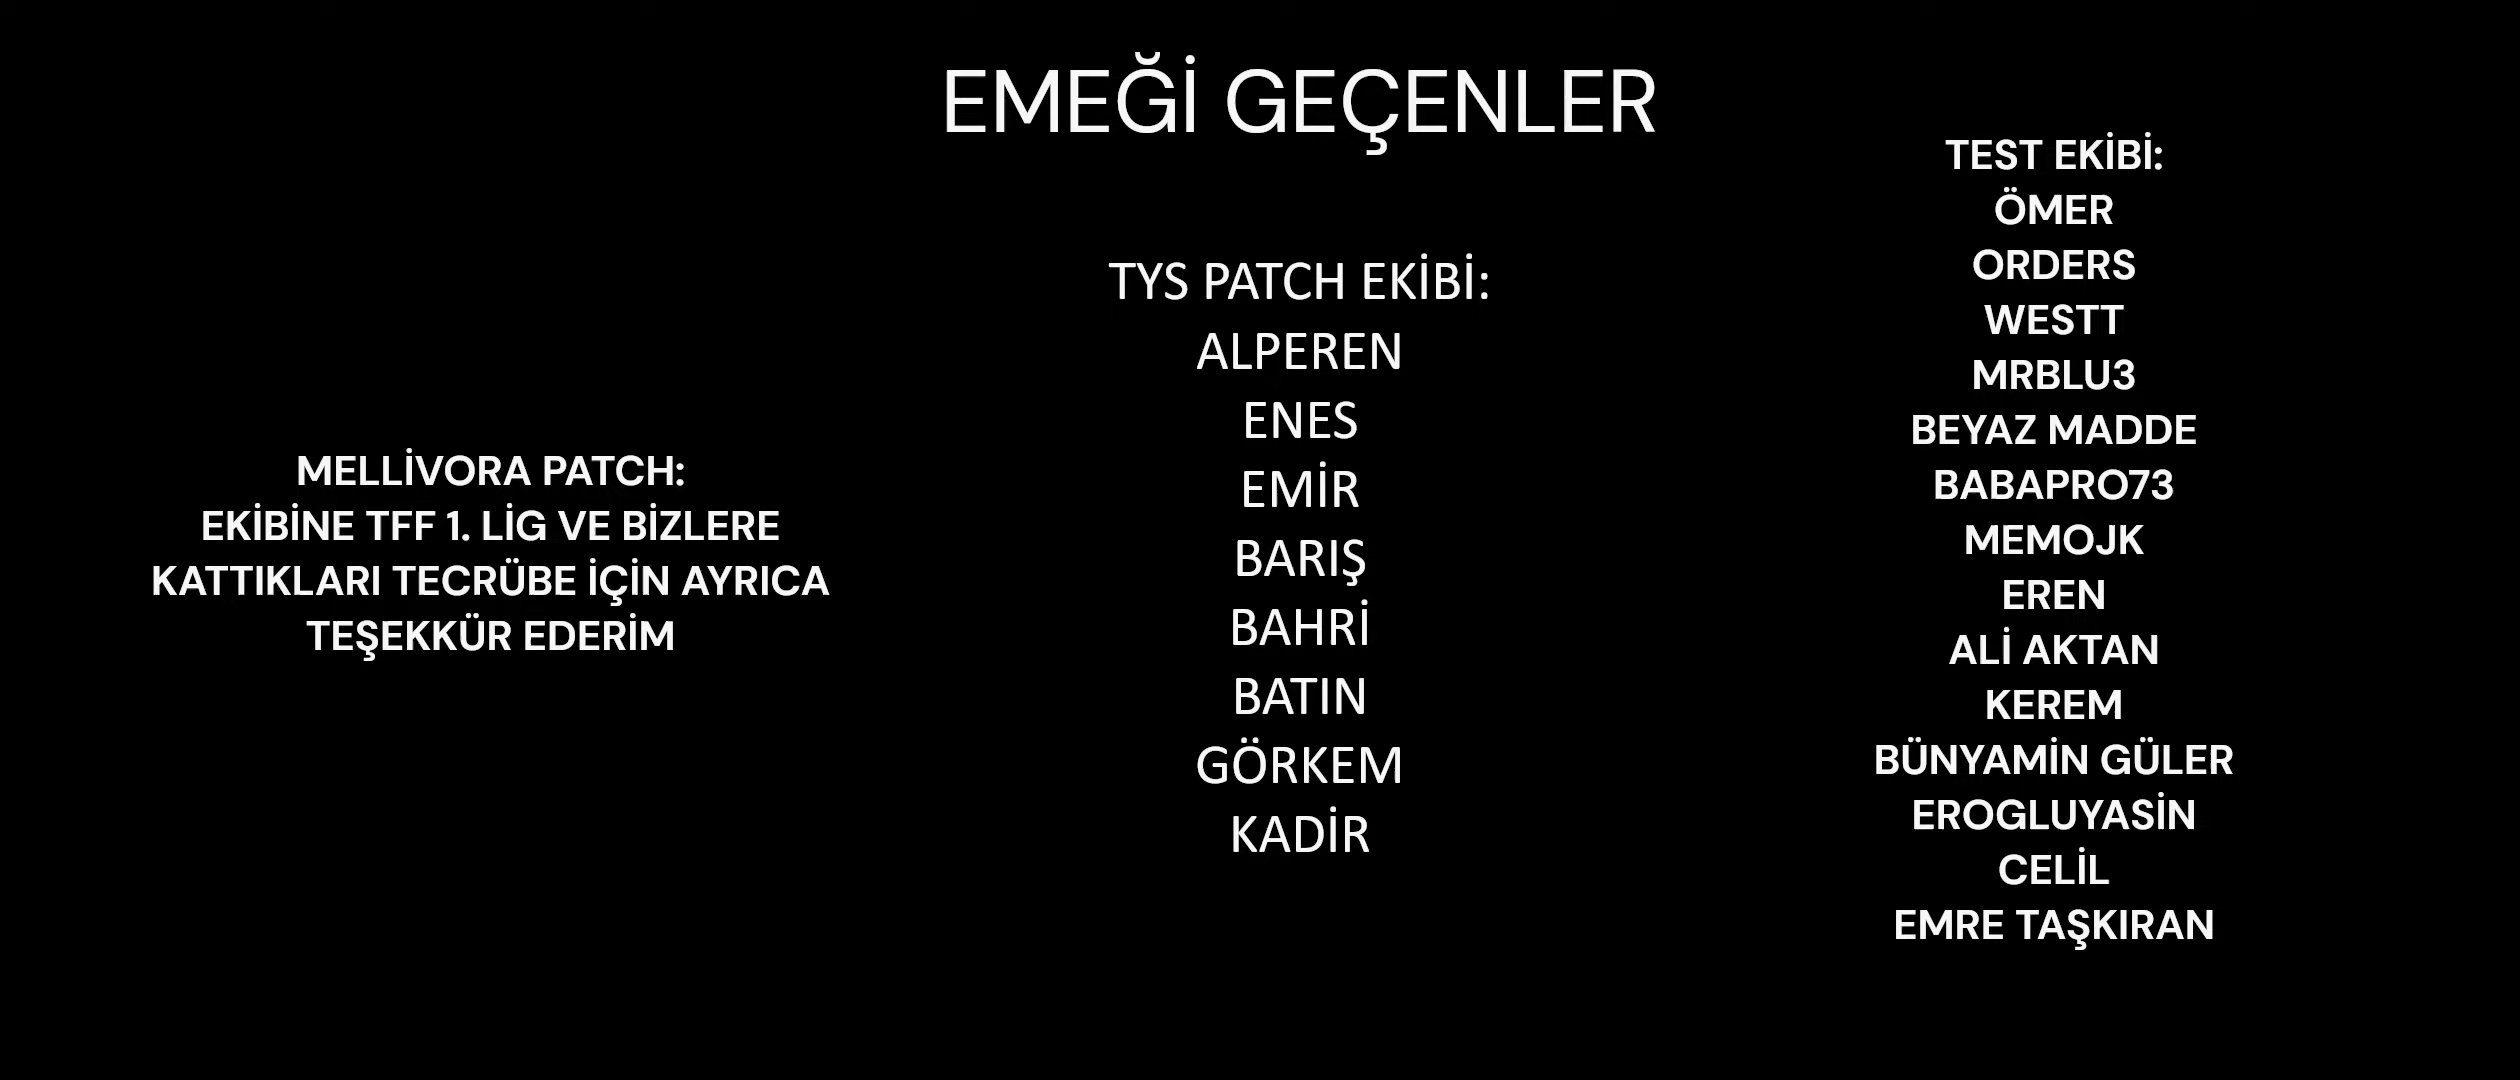 EMEĞİ GEÇENLER
MELLİVORA PATCH:
EKİBİNE TFF 1. LİG VE BİZLERE
KATTIKLARI TECRÜBE İÇİN AYRICA
TEŞEKKÜR EDERİM
TYS PATCH EKİBİ:
ALPEREN
ENES
EMİR
BARIŞ
BAHRİ
BATIN
GÖRKEM
KADİR
TEST EKİBİ:
ÖMER
ORDERS
WESTT
MRBLU3
BEYAZ MADDE
BABAPRO73
MEMOJK
EREN
ALİ AKTAN
KEREM
BÜNYAMİN GÜLER
EROGLUYASİN
CELİL
EMRE TAŞKIRAN